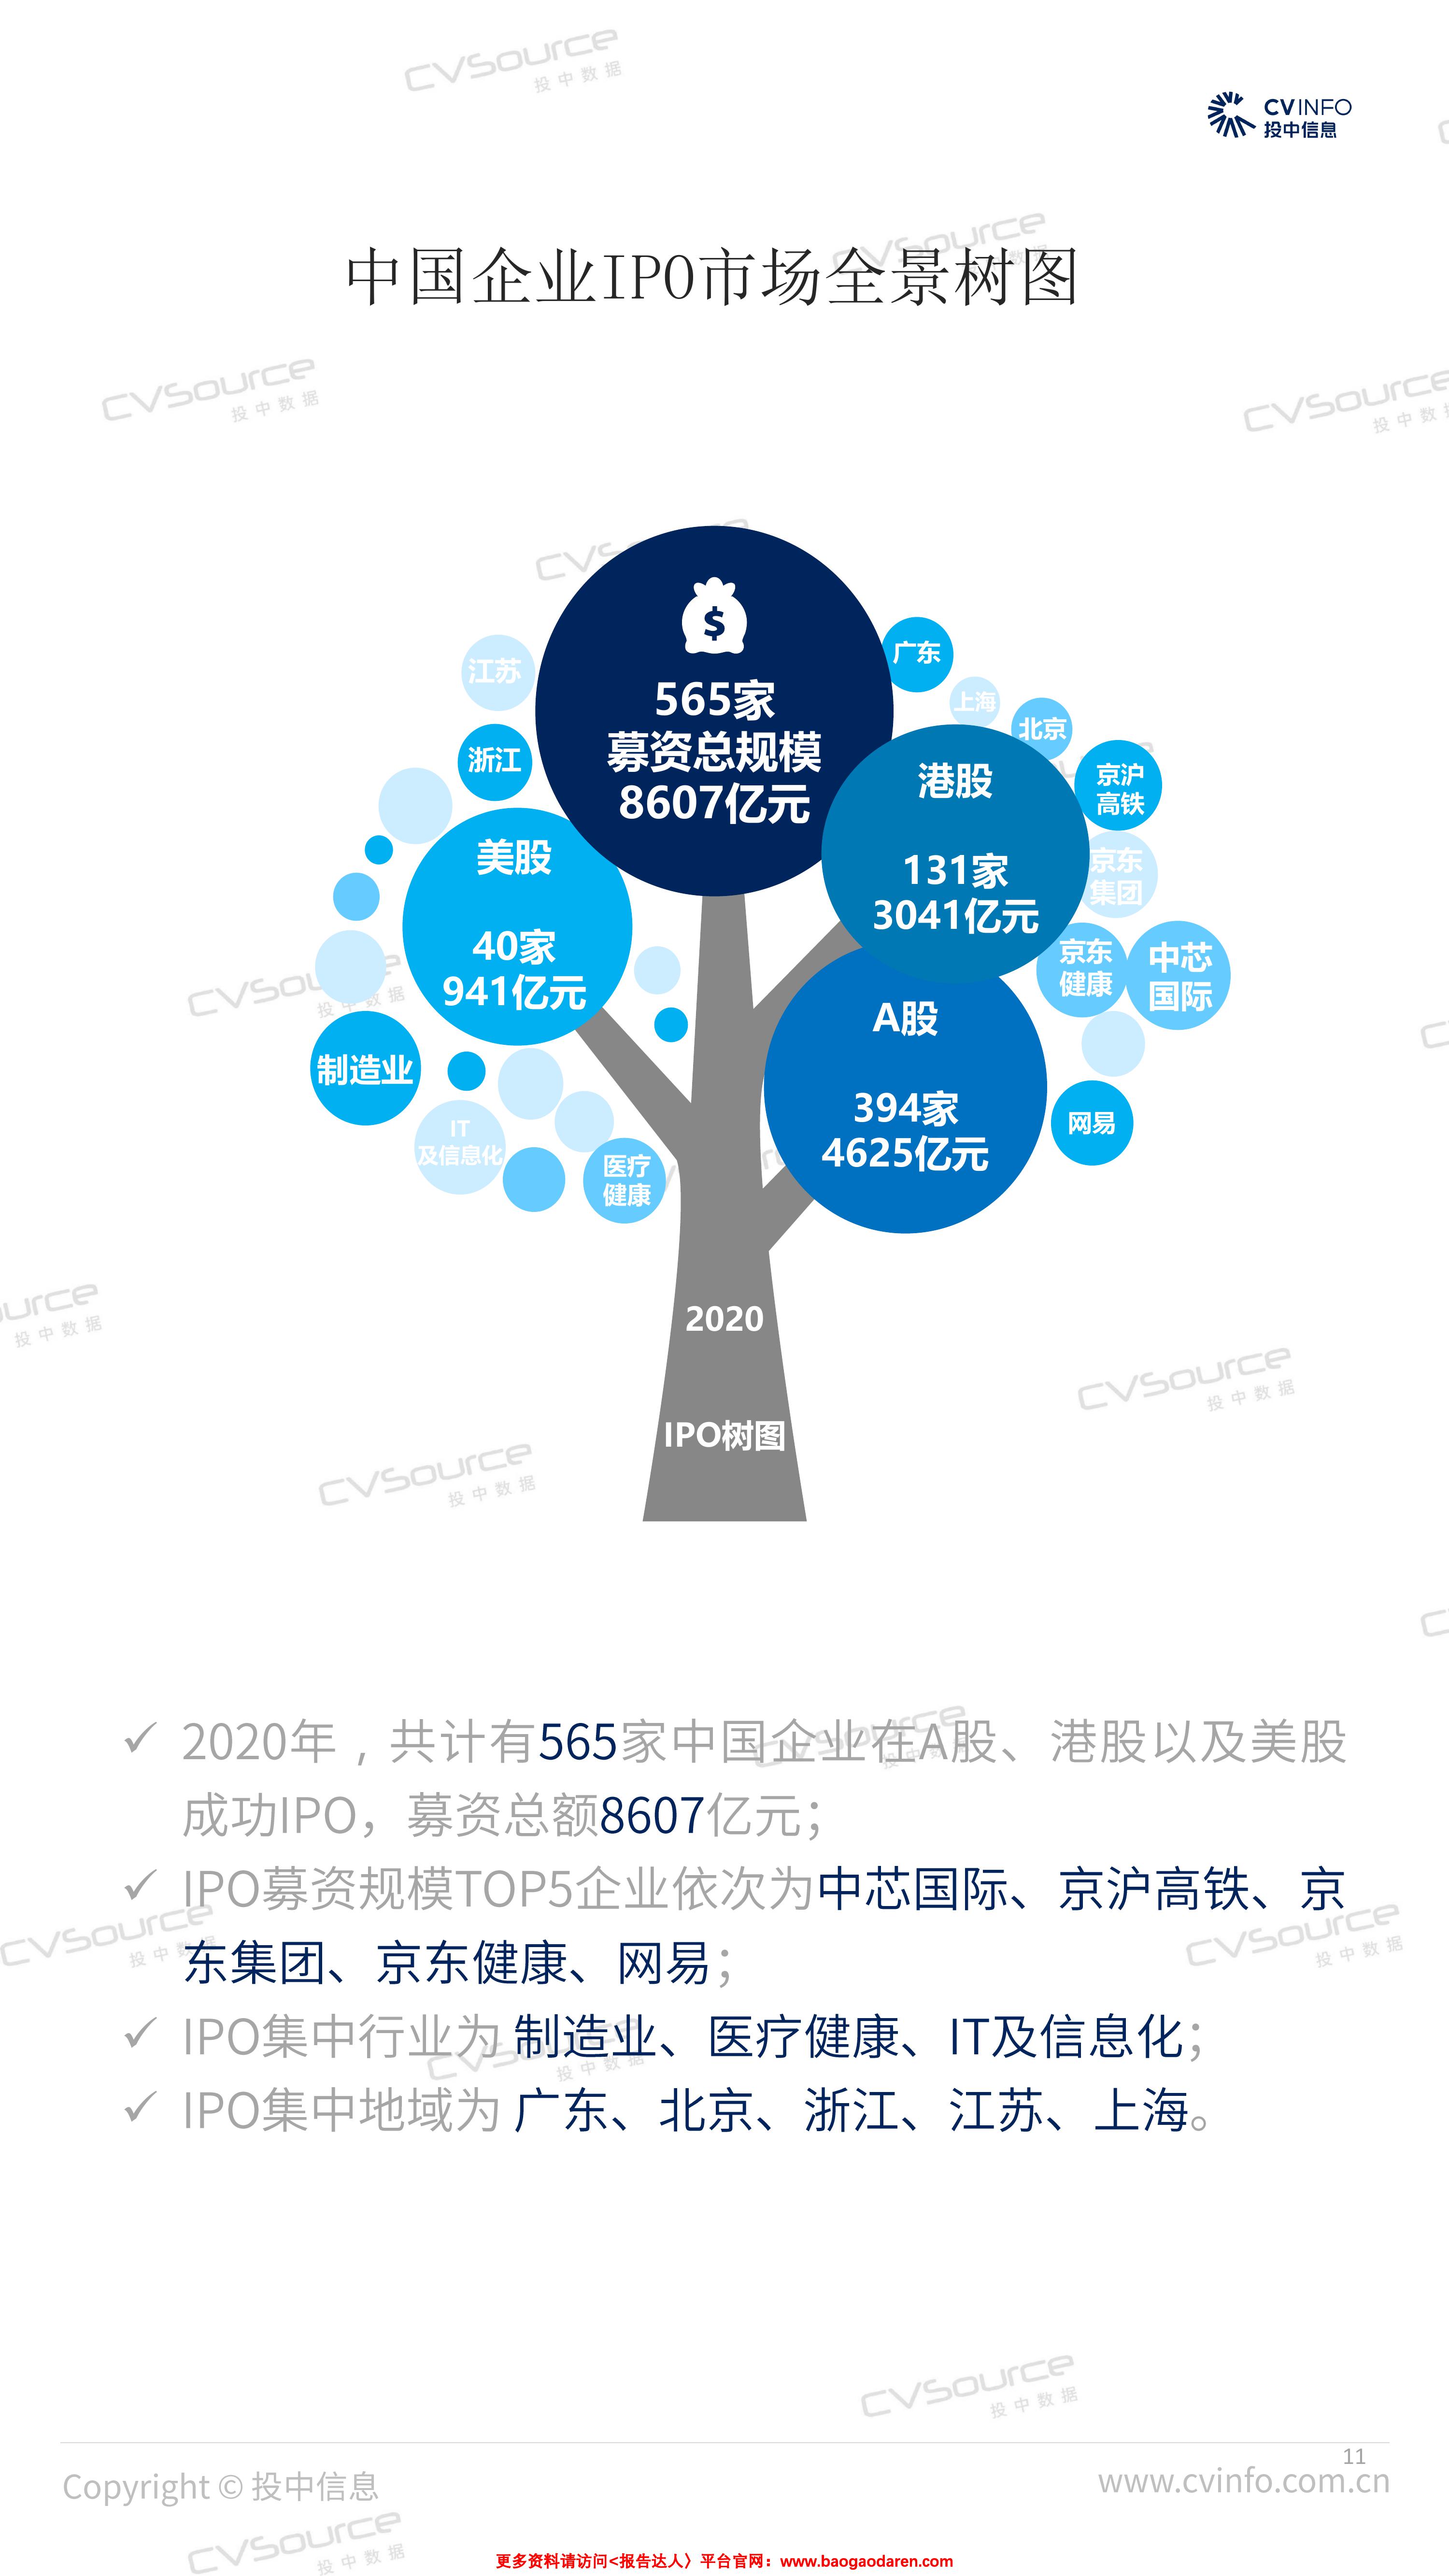 CVSource
投中数据
CVINFO
投中信息
中国企业IPO市场全景树图
565家
募资总规模
8607亿元
江苏
浙江
广东
上海
北京
京沪
高铁
京东
集团
京东
健康
中芯
国际
网易
港股
131家
3041亿元
美股
40家
941亿元
A股
394家
4625亿元
制造业
IT
及信息化
医疗
健康
2020
IPO树图
✓ 2020年，共计有565家中国企业在A股、港股以及美股
成功IPO，募资总额8607亿元；
✓ IPO募资规模TOP5企业依次为中芯国际、京沪高铁、京
东集团、京东健康、网易；
✓ IPO集中行业为 制造业、医疗健康、IT及信息化；
✓ IPO集中地域为 广东、北京、浙江、江苏、上海。
11
Copyright © 投中信息
www.cvinfo.com.cn
更多资料请访问<报告达人〉平台官网：www.baogaodaren.com